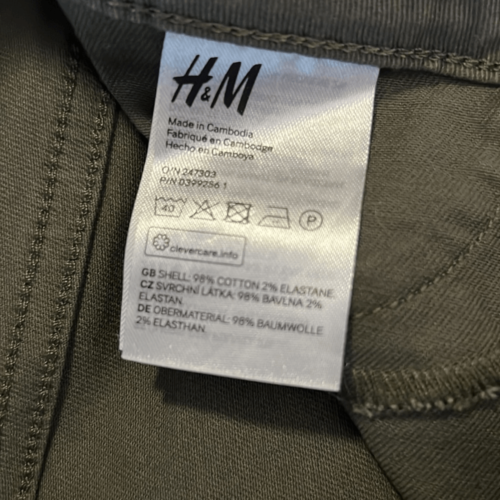 H&M
Made in Cambodia
Fabriqué en Cambodge
Hecho en Camboya
O/N 247303
P/N D399256 1
40
P
clevercare.info
GB SHELL: 98% COTTON 2% ELASTANE.
CZ SVRCHNÍ LÁTKA: 98% BAVLNA 2%
ELASTAN.
DE OBERMATERIAL: 98% BAUMWOLLE
2% ELASTHAN.